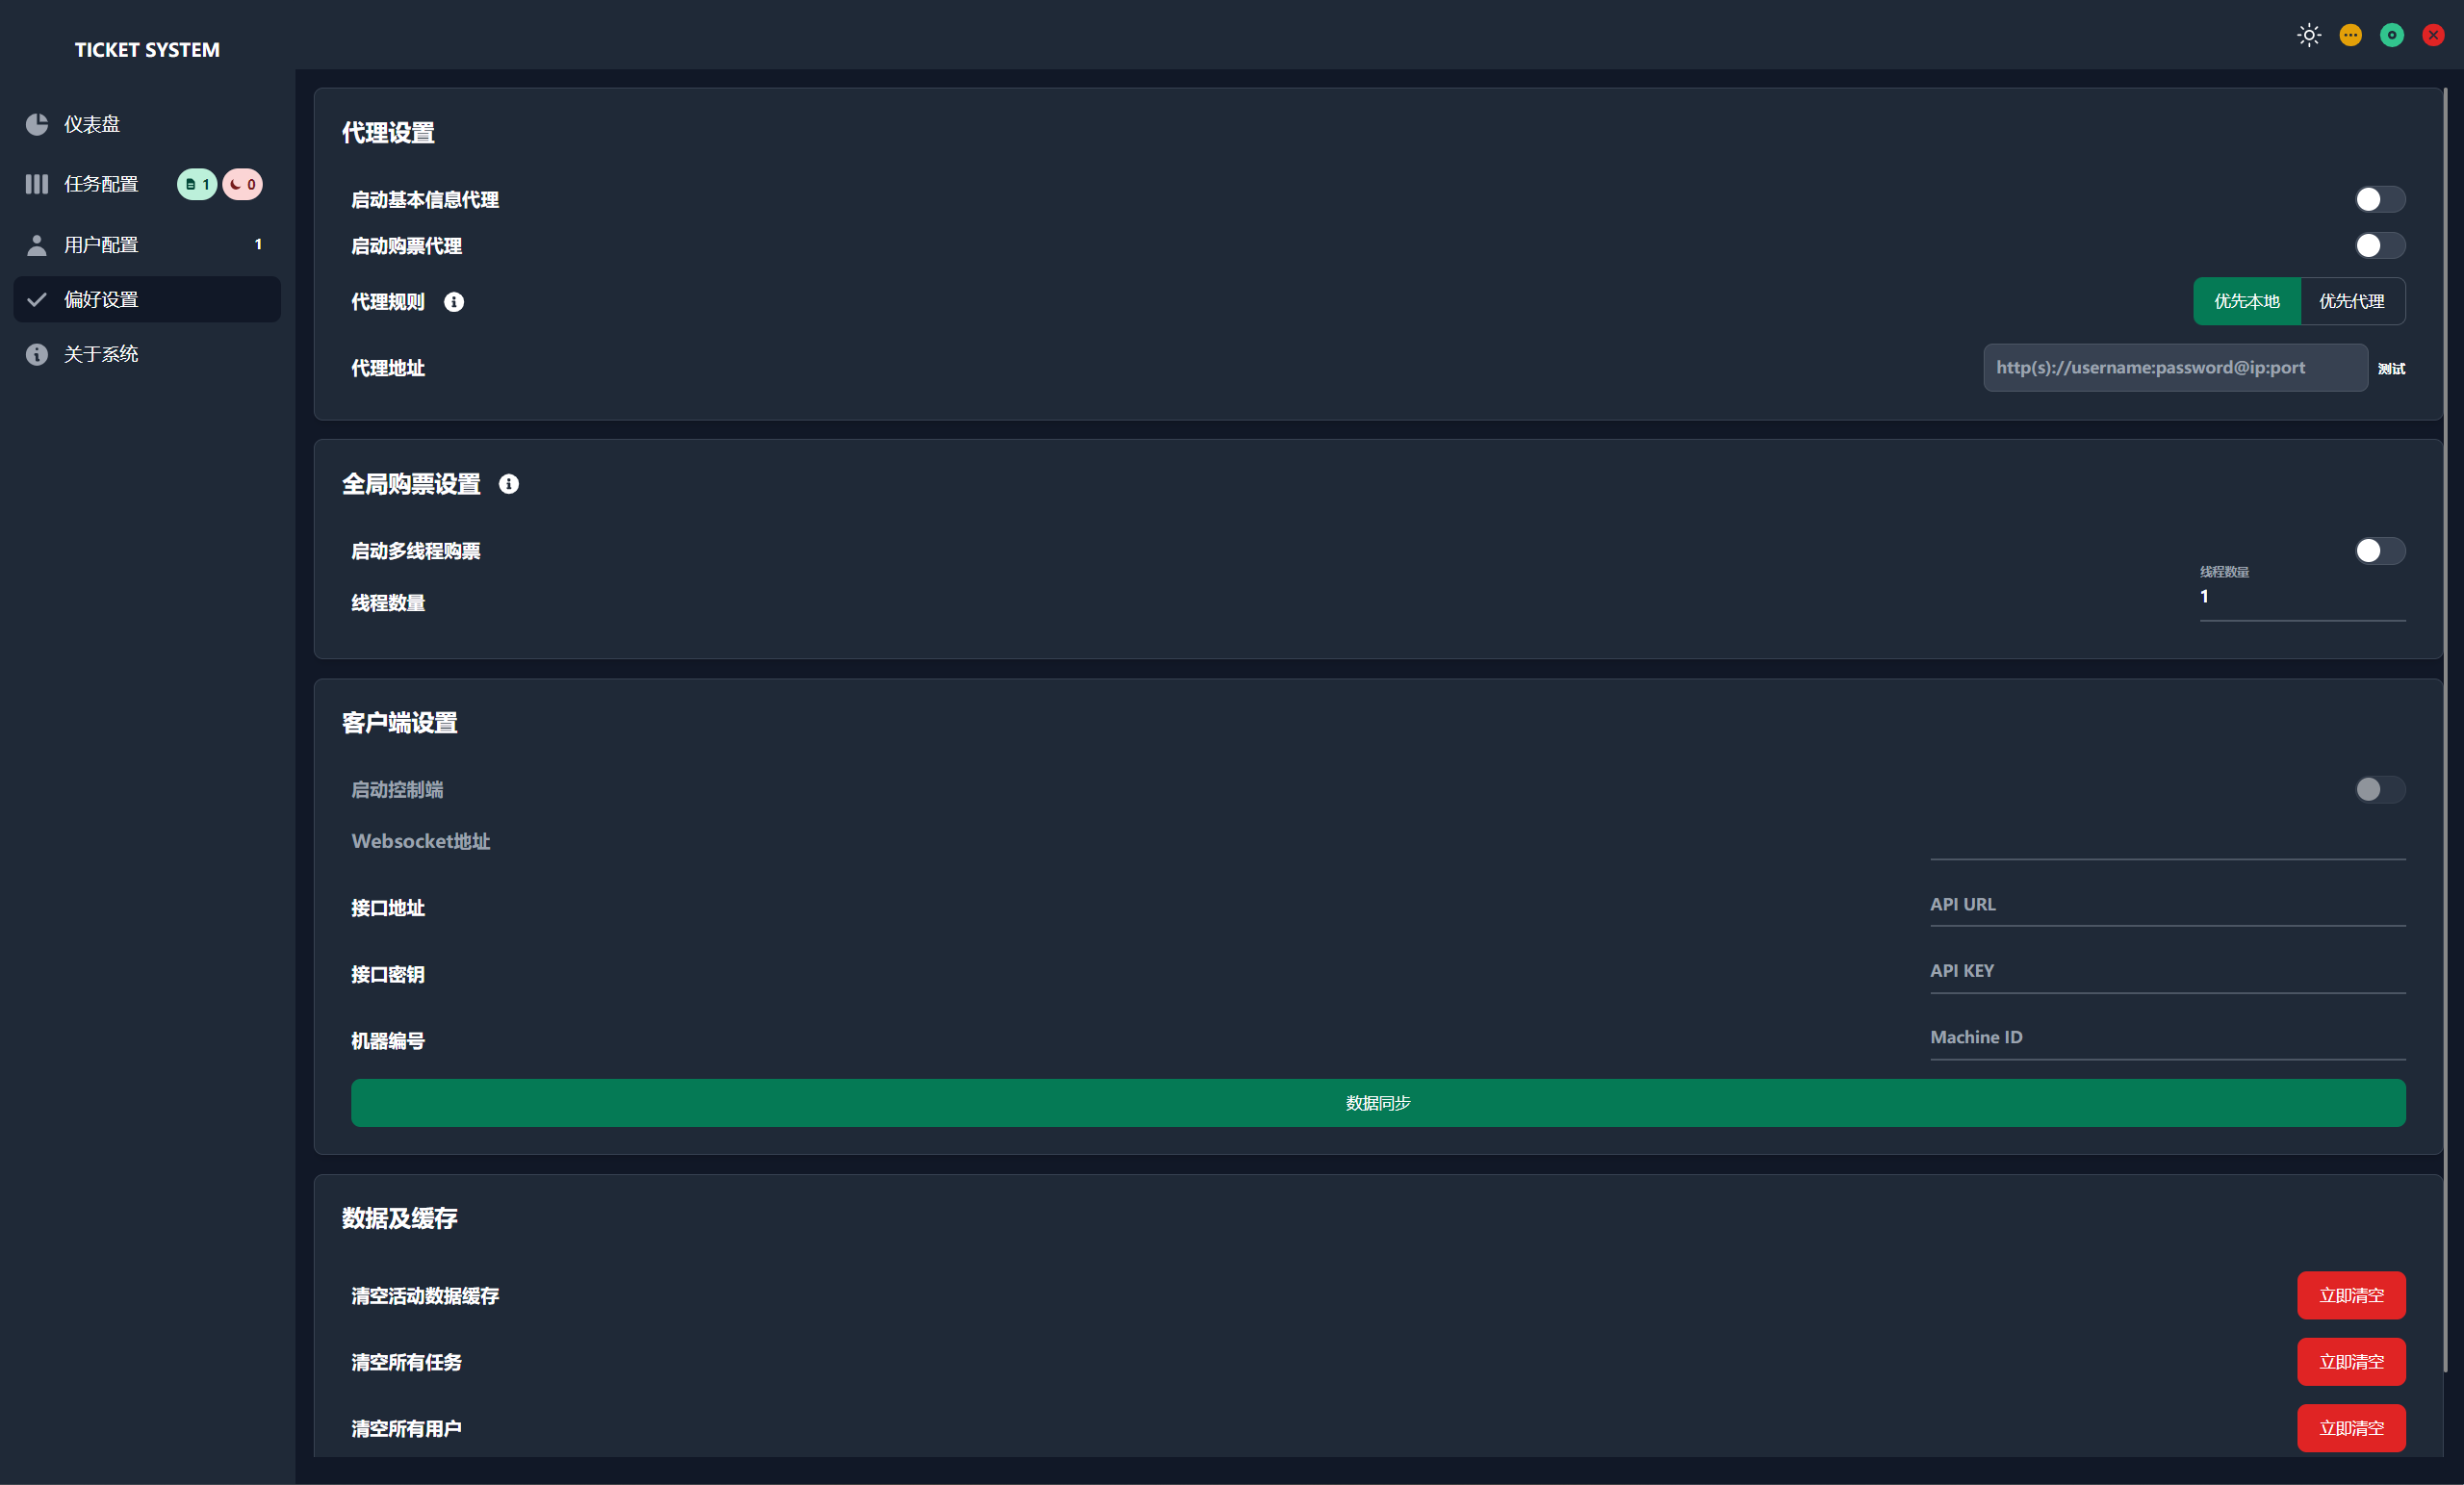 TICKET SYSTEM
仪表盘
任务配置 1 0
用户配置 1
偏好设置
关于系统
代理设置
启动基本信息代理
启动购票代理
代理规则 优先本地 优先代理
代理地址 http(s)://username:password@ip:port 测试
全局购票设置
启动多线程购票
线程数量 线程数量
1
客户端设置
启动控制端
Websocket地址
接口地址 API URL
接口密钥 API KEY
机器编号 Machine ID
数据同步
数据及缓存
清空活动数据缓存 立即清空
清空所有任务 立即清空
清空所有用户 立即清空